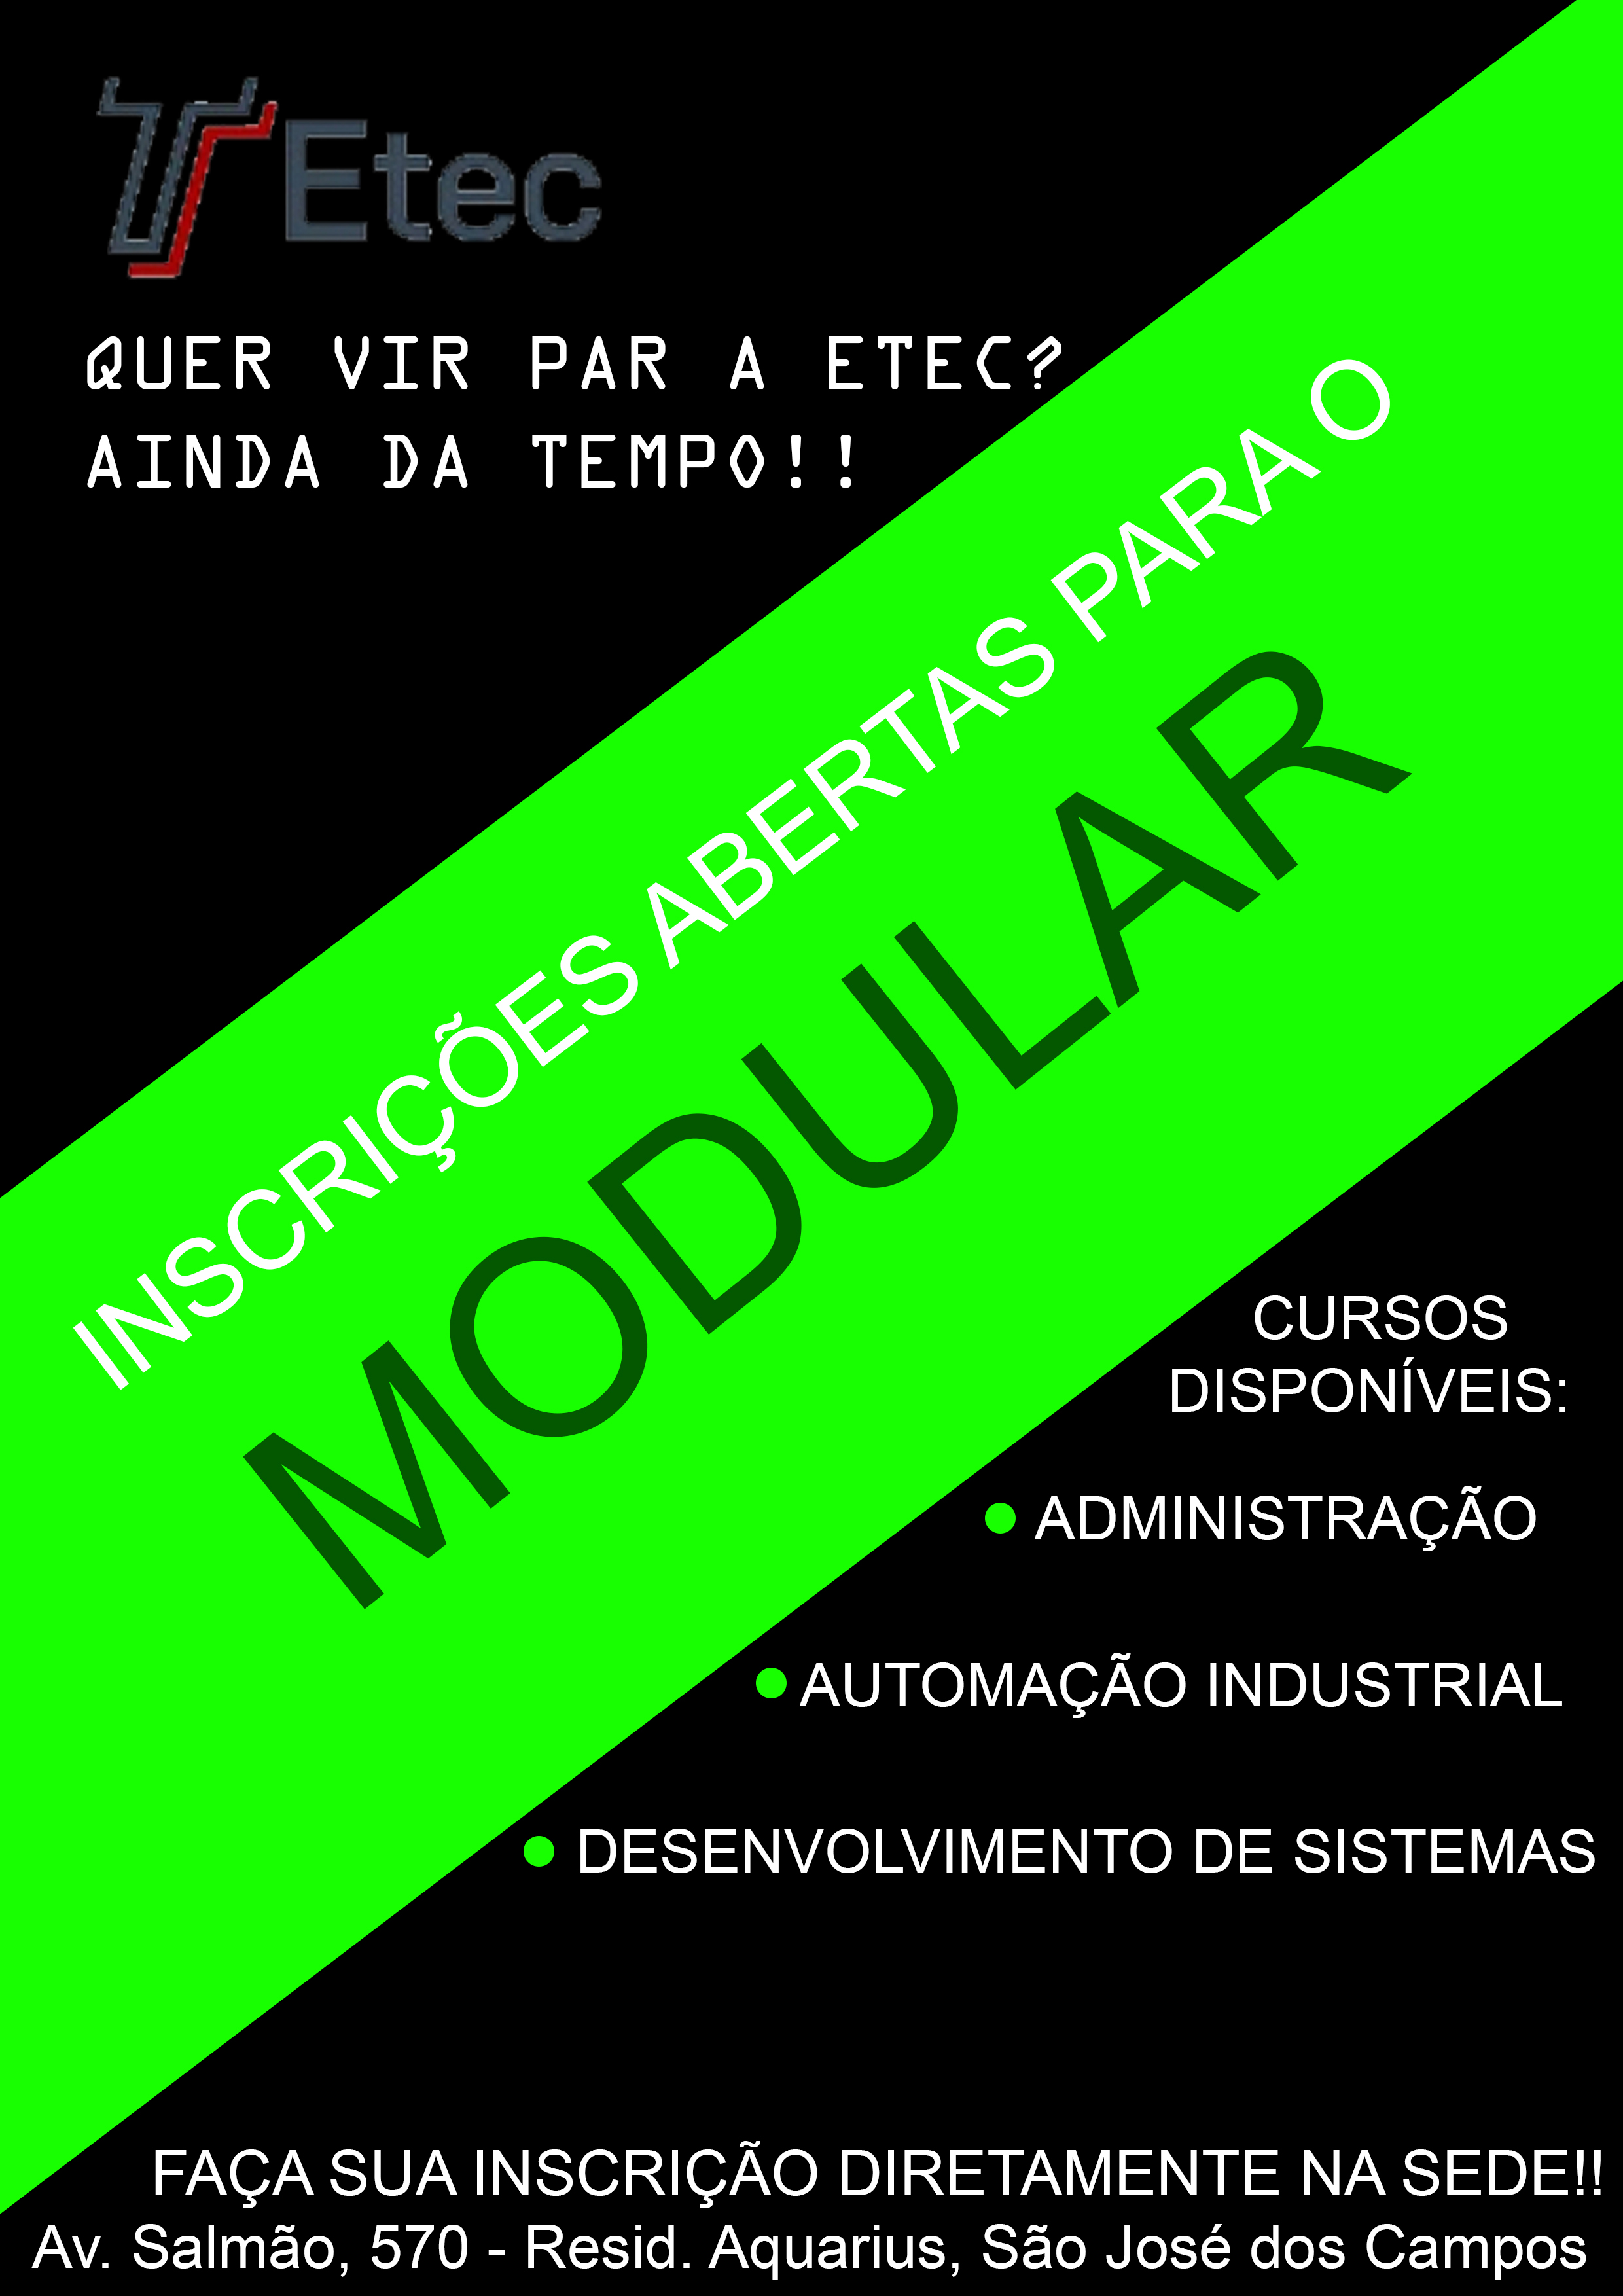 Etec
QUER VIR PAR A ETEC?
AINDA DA TEMPO!!
INSCRIÇÕES ABERTAS PARA O
MODULAR
CURSOS
DISPONÍVEIS:
ADMINISTRAÇÃO
AUTOMAÇÃO INDUSTRIAL
DESENVOLVIMENTO DE SISTEMAS
FAÇA SUA INSCRIÇÃO DIRETAMENTE NA SEDE!!
Av. Salmão, 570 - Resid. Aquarius, São José dos Campos